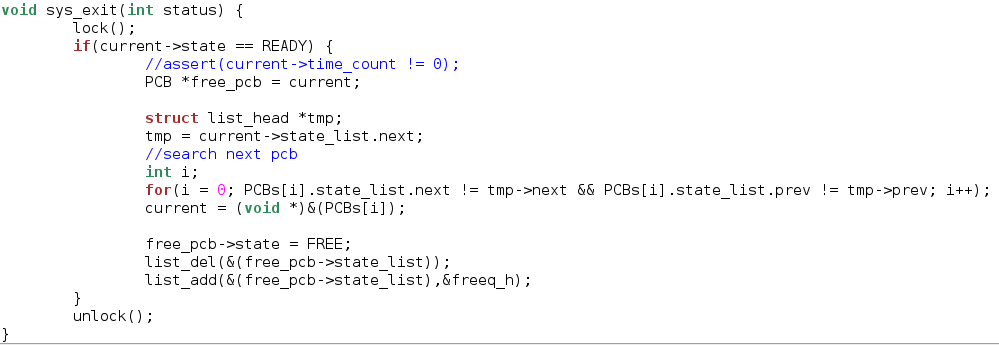 void sys_exit(int status) {
        lock();
        if(current->state == READY) {
                //assert(current->time_count != 0);
                PCB *free_pcb = current;

                struct list_head *tmp;
                tmp = current->state_list.next;
                //search next pcb
                int i;
                for(i = 0; PCBs[i].state_list.next != tmp->next && PCBs[i].state_list.prev != tmp->prev; i++);
                current = (void *)&(PCBs[i]);

                free_pcb->state = FREE;
                list_del(&(free_pcb->state_list));
                list_add(&(free_pcb->state_list),&freeq_h);
        }
        unlock();
}